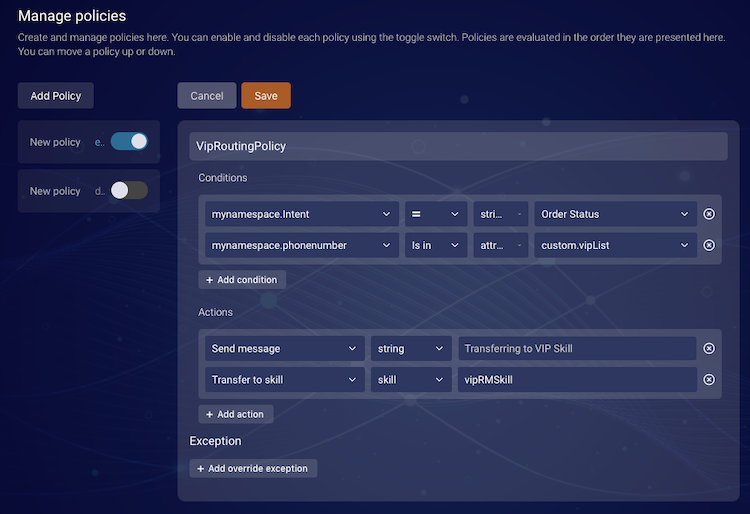 Manage policies
Create and manage policies here. You can enable and disable each policy using the toggle switch. Policies are evaluated in the order they are presented here.
You can move a policy up or down.
Add Policy
Cancel
Save
New policy e..
New policy d..
VipRoutingPolicy
Conditions
mynamespace.Intent = stri... Order Status
mynamespace.phonenumber Is in attr... custom.vipList
+ Add condition
Actions
Send message string Transferring to VIP Skill
Transfer to skill skill vipRMSkill
+ Add action
Exception
+ Add override exception